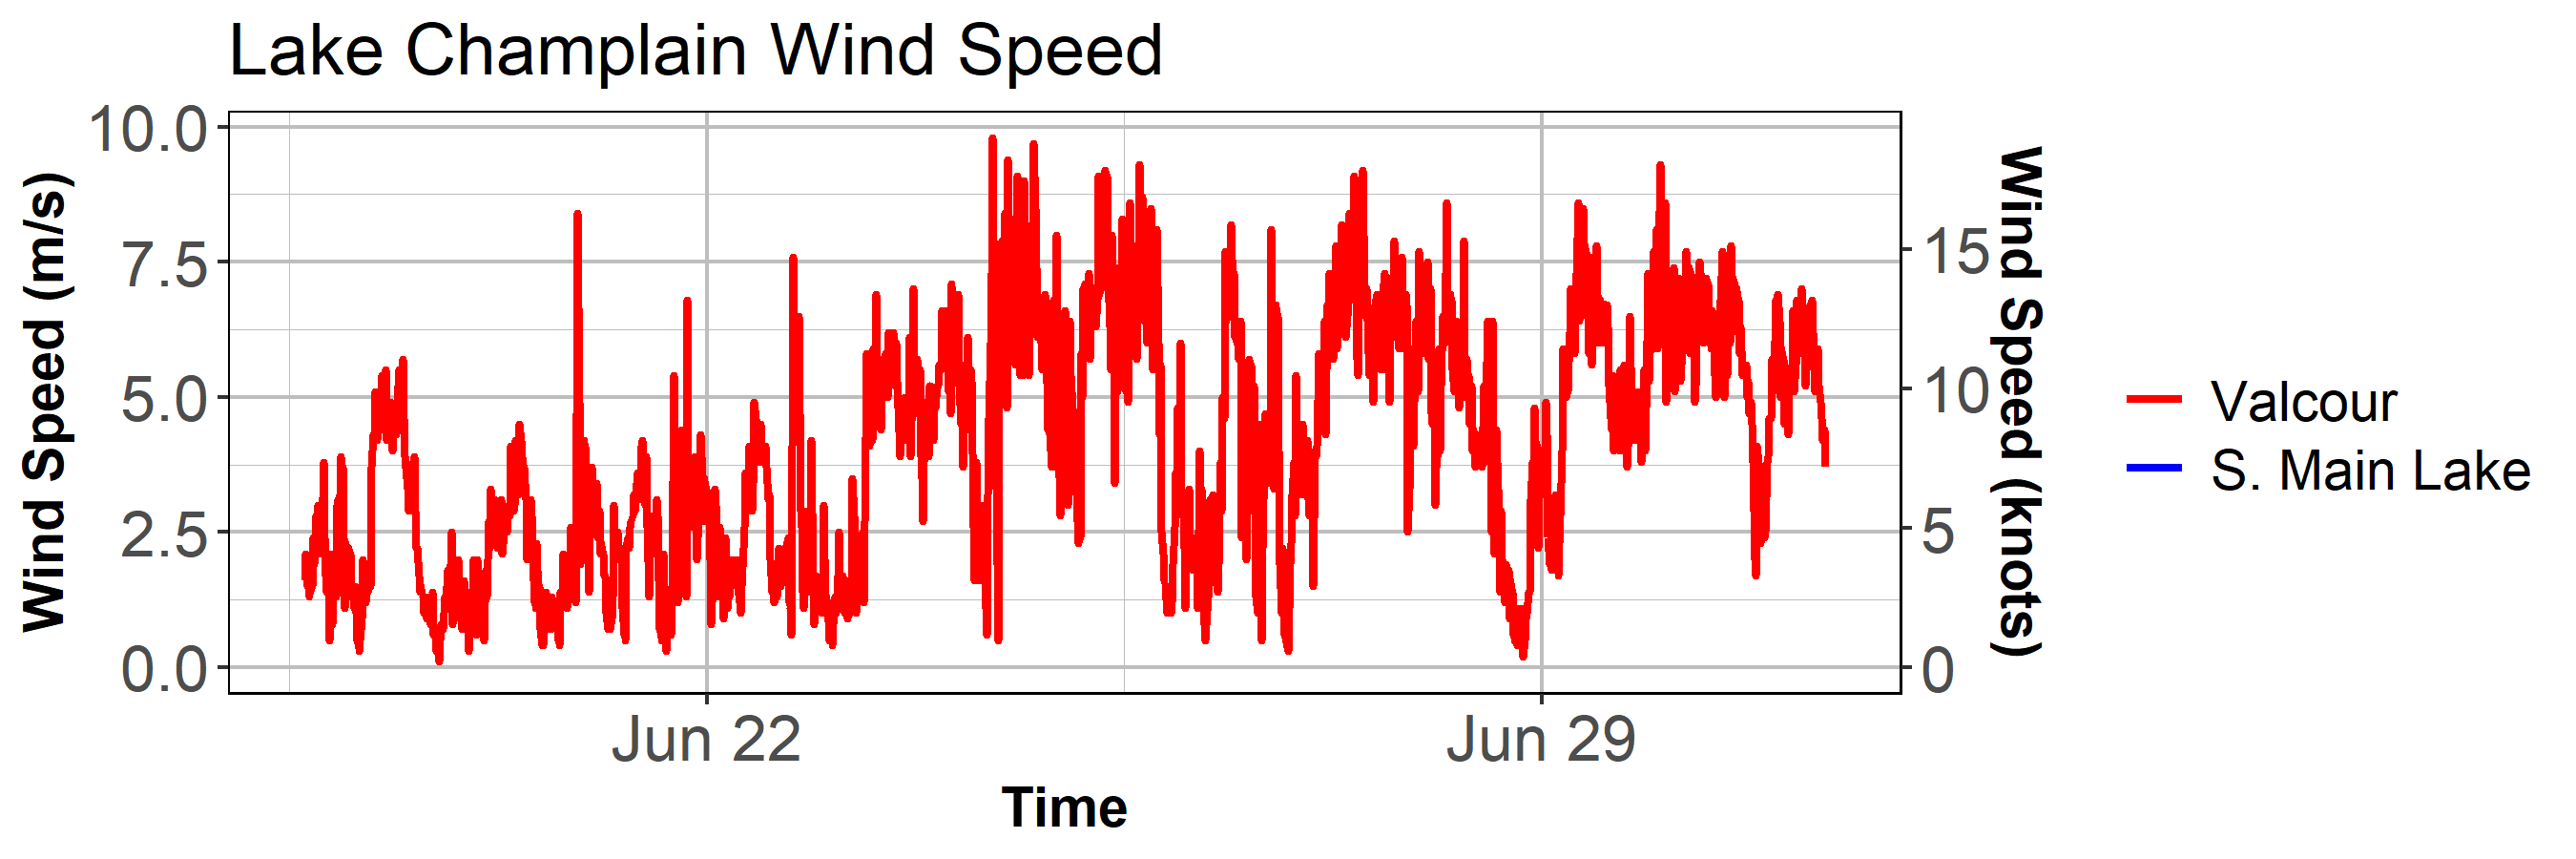 Lake Champlain Wind Speed
Wind Speed (m/s)
10.0
7.5
5.0
2.5
0.0
15
10
5
0
Wind Speed (knots)
Jun 22
Jun 29
Time
Valcour
S. Main Lake